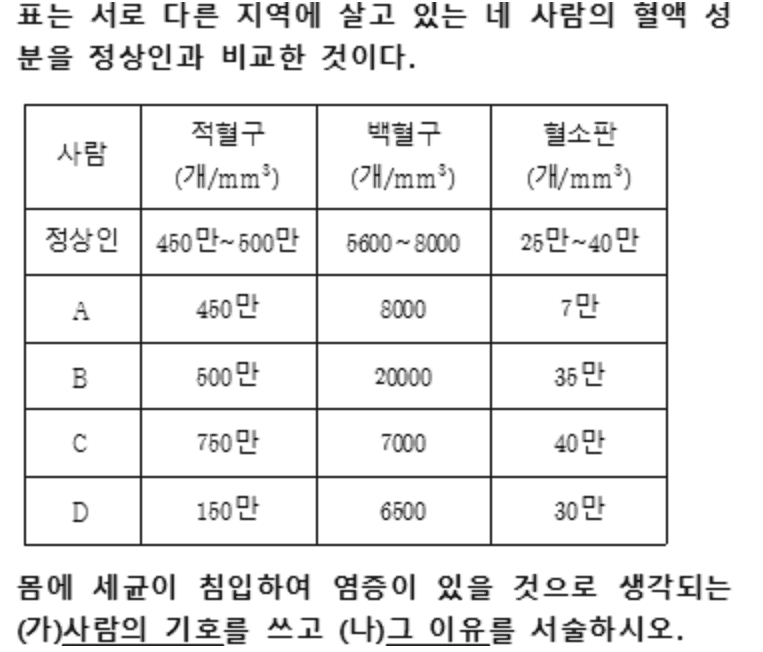 표는 서로 다른 지역에 살고 있는 네 사람의 혈액 성
분을 정상인과 비교한 것이다.
사람 적혈구 (개/mm³) 백혈구 (개/mm³) 혈소판 (개/mm³)
정상인 450만~500만 5600~8000 25만~40만
A 450만 8000 7만
B 500만 20000 35만
C 750만 7000 40만
D 150만 6500 30만
몸에 세균이 침입하여 염증이 있을 것으로 생각되는
(가)사람의 기호를 쓰고 (나)그 이유를 서술하시오.